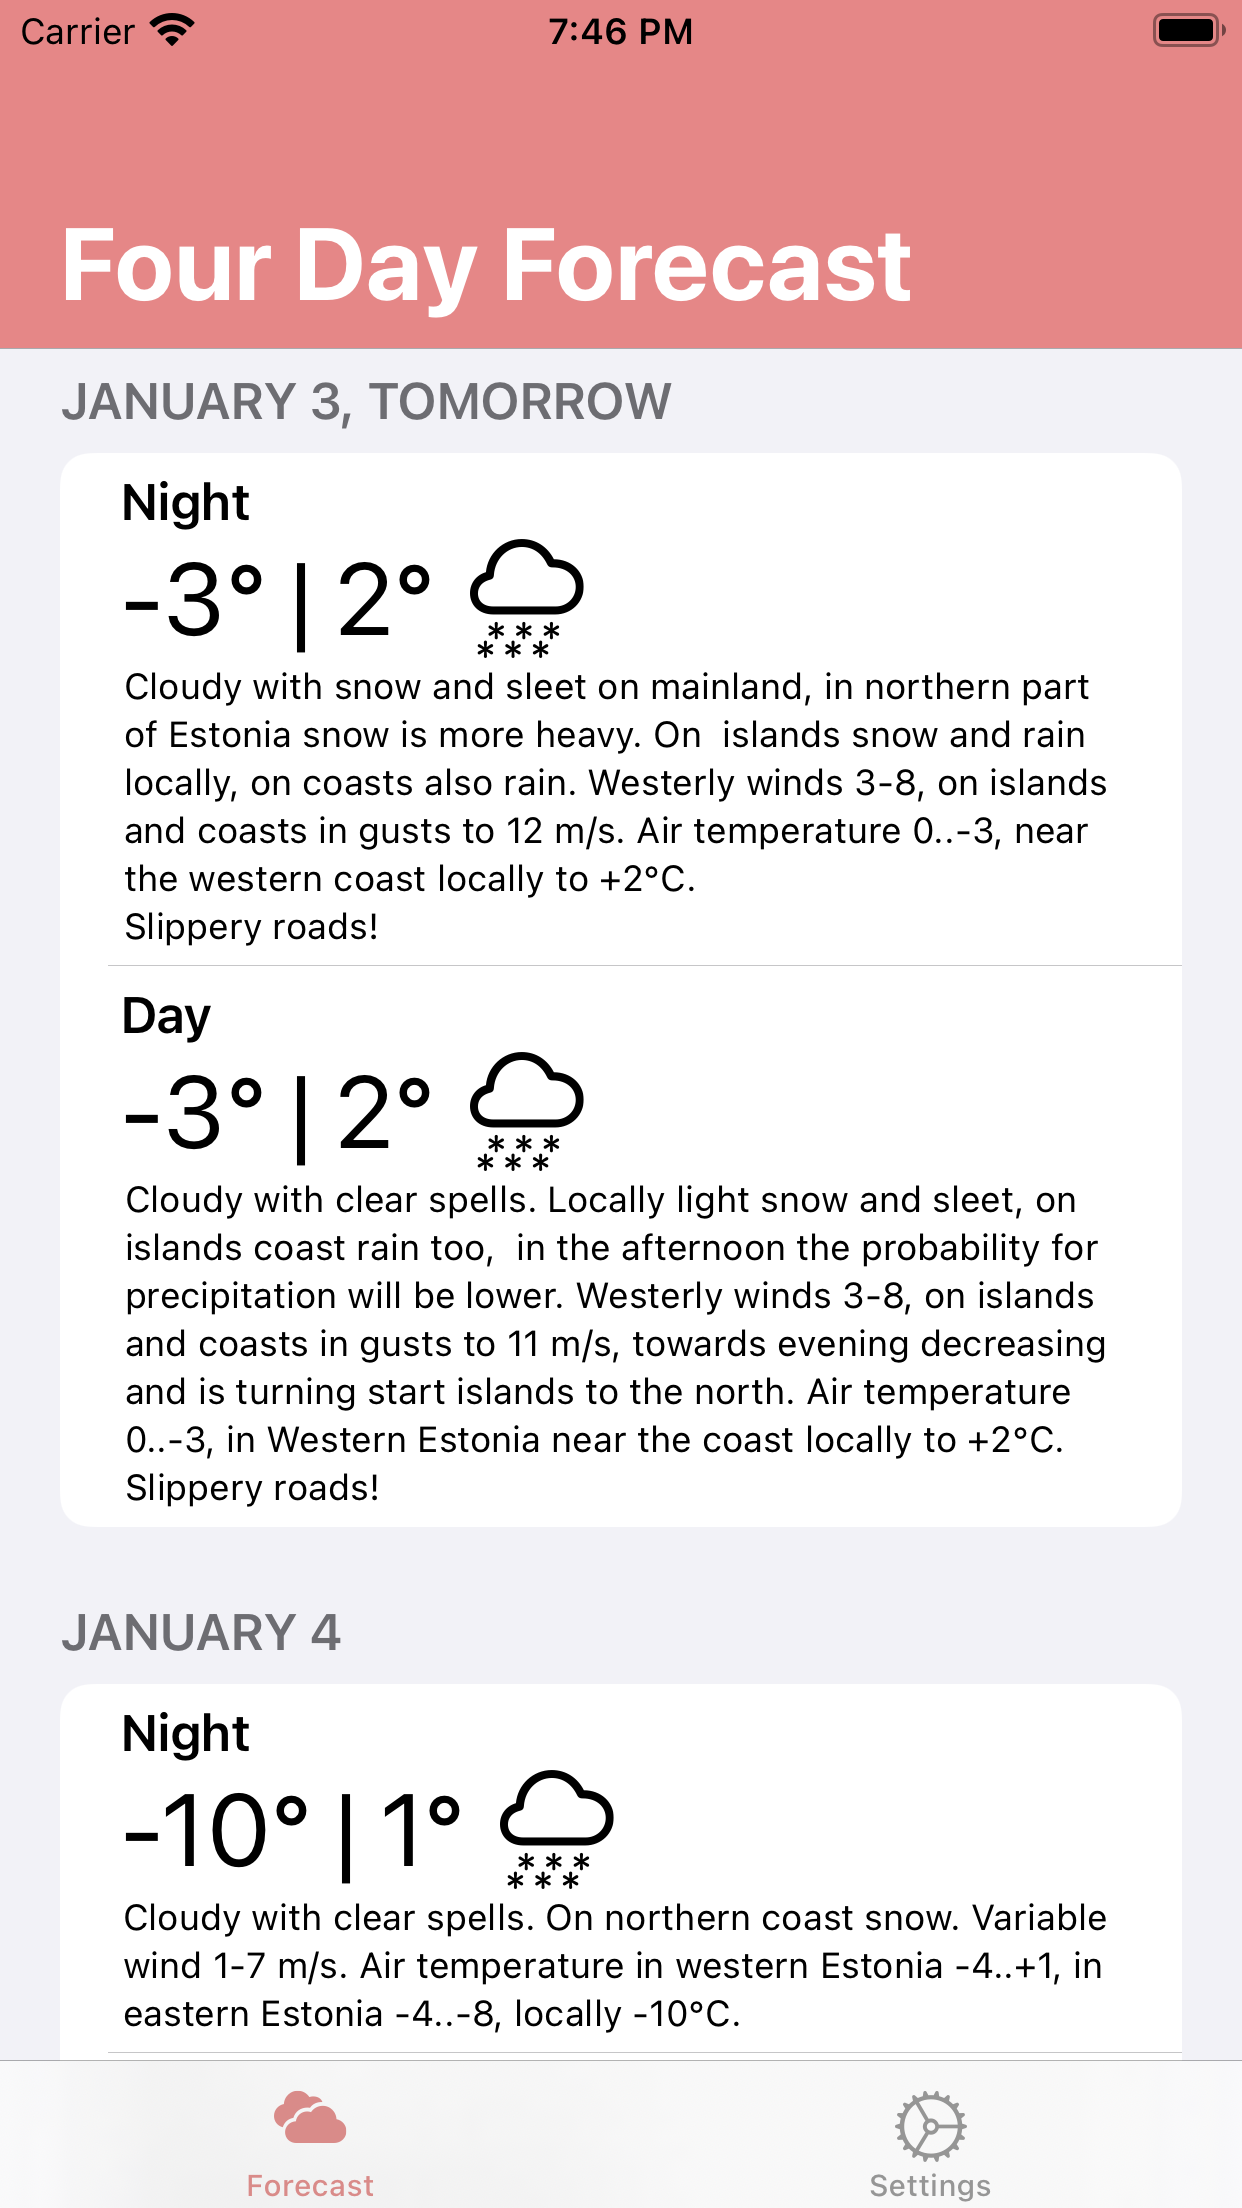 Carrier 7:46 PM
Four Day Forecast
JANUARY 3, TOMORROW
Night
-3° | 2°
Cloudy with snow and sleet on mainland, in northern part
of Estonia snow is more heavy. On  islands snow and rain
locally, on coasts also rain. Westerly winds 3-8, on islands
and coasts in gusts to 12 m/s. Air temperature 0..-3, near
the western coast locally to +2°C.
Slippery roads!
Day
-3° | 2°
Cloudy with clear spells. Locally light snow and sleet, on
islands coast rain too,  in the afternoon the probability for
precipitation will be lower. Westerly winds 3-8, on islands
and coasts in gusts to 11 m/s, towards evening decreasing
and is turning start islands to the north. Air temperature
0..-3, in Western Estonia near the coast locally to +2°C.
Slippery roads!
JANUARY 4
Night
-10° | 1°
Cloudy with clear spells. On northern coast snow. Variable
wind 1-7 m/s. Air temperature in western Estonia -4..+1, in
eastern Estonia -4..-8, locally -10°C.
Forecast Settings